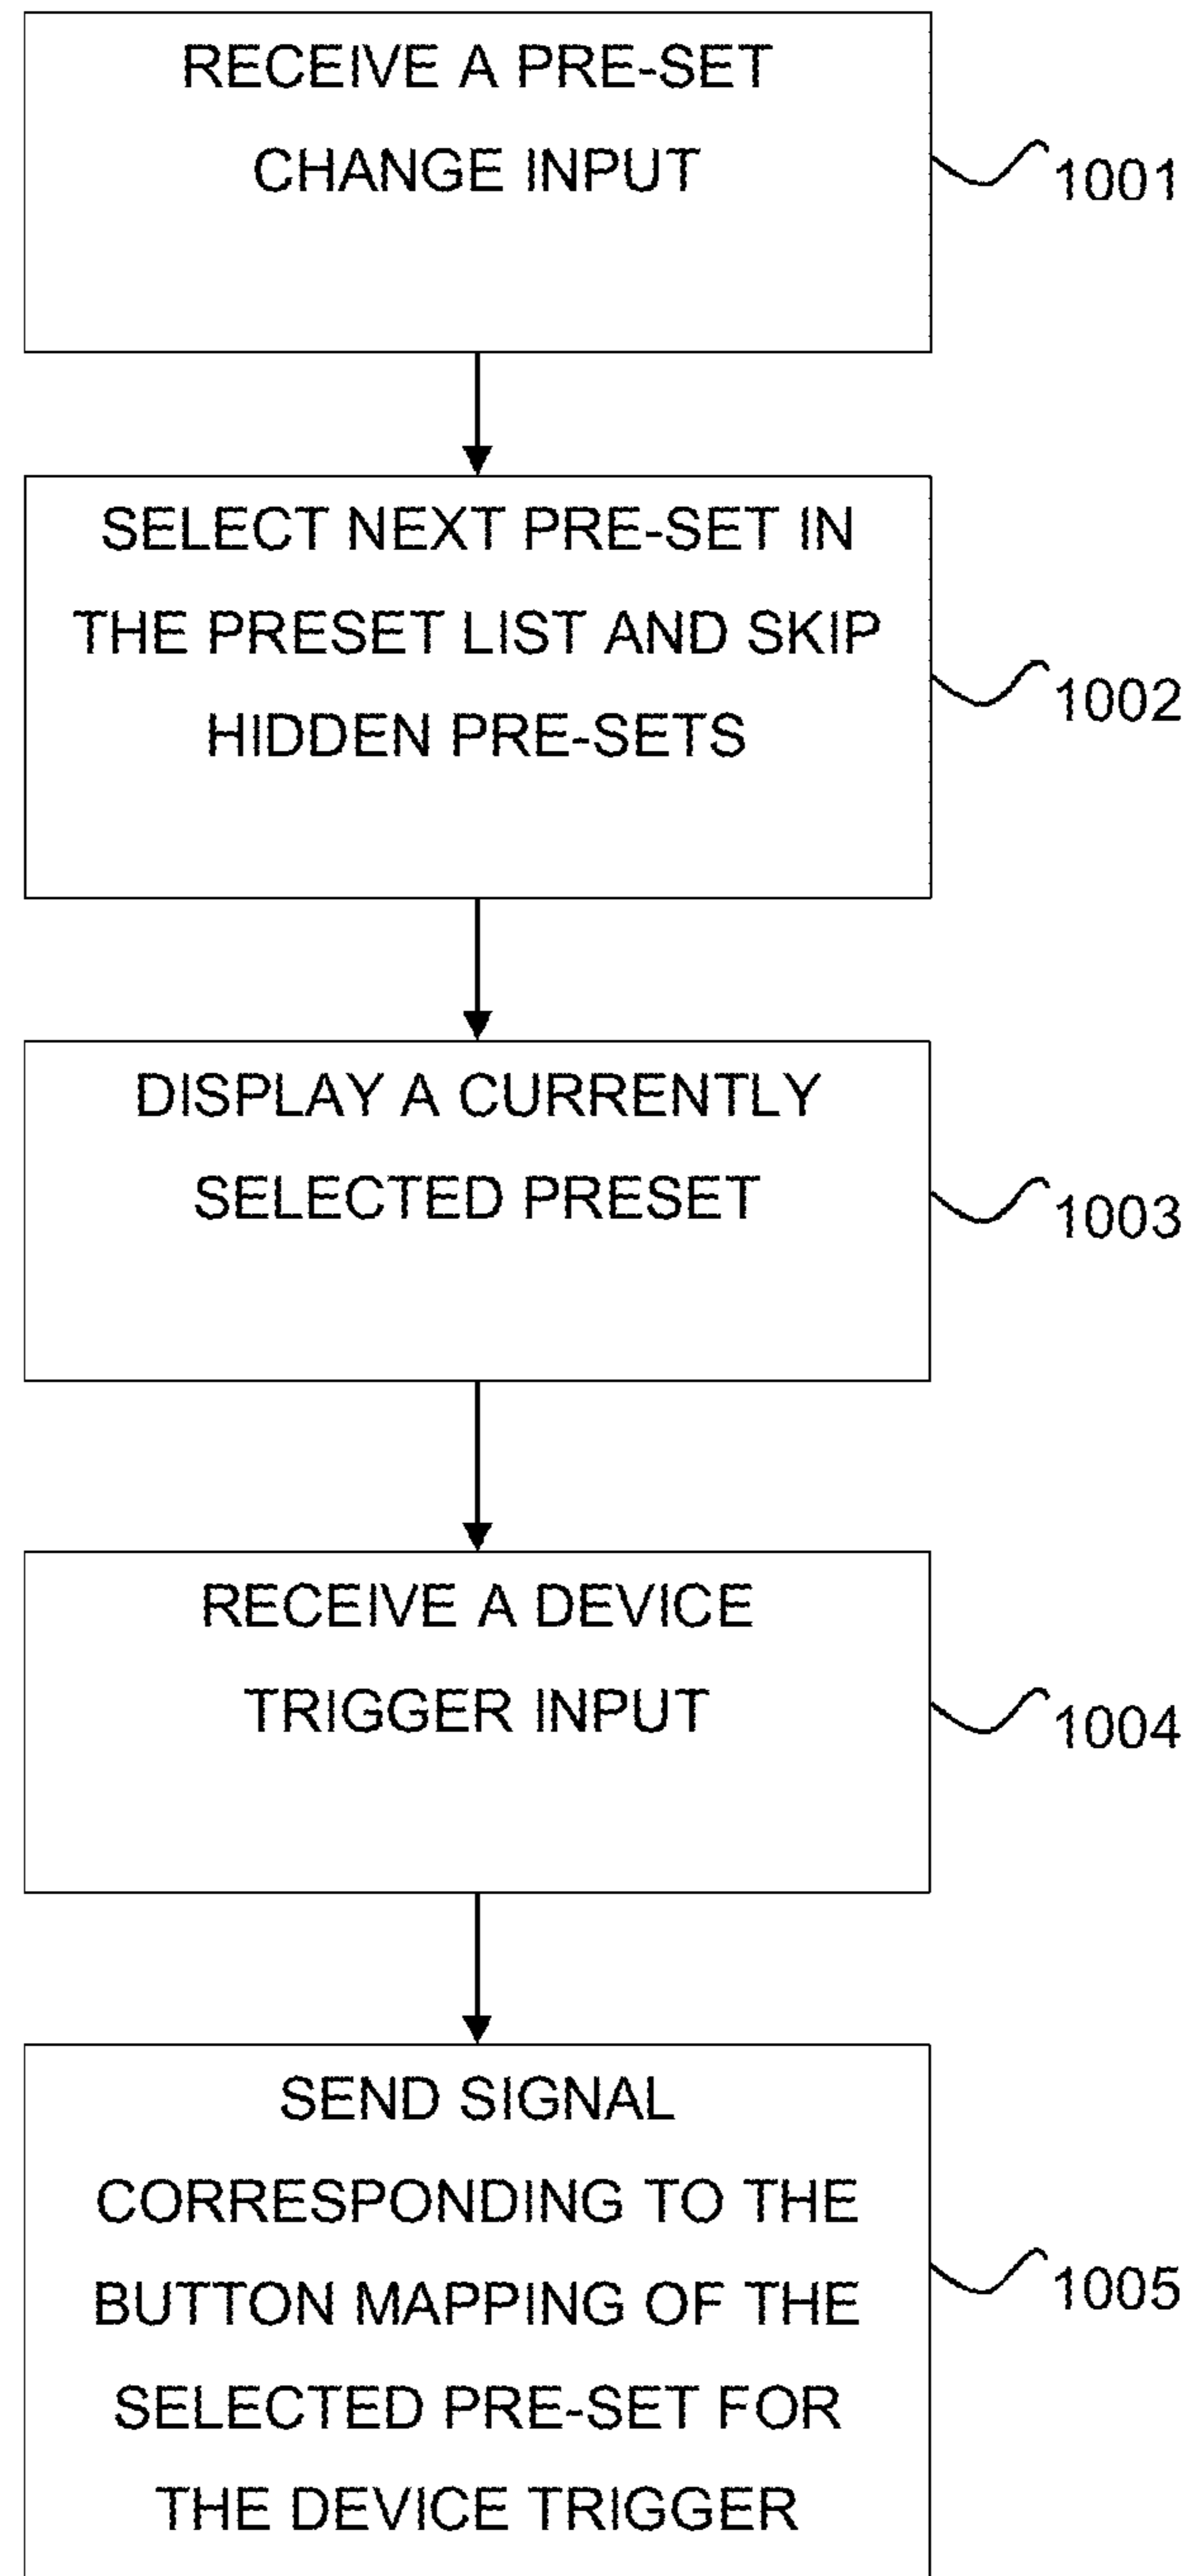 RECEIVE A PRE-SET
CHANGE INPUT
1001
SELECT NEXT PRE-SET IN
THE PRESET LIST AND SKIP
HIDDEN PRE-SETS
1002
DISPLAY A CURRENTLY
SELECTED PRESET
1003
RECEIVE A DEVICE
TRIGGER INPUT
1004
SEND SIGNAL
CORRESPONDING TO THE
BUTTON MAPPING OF THE
SELECTED PRE-SET FOR
THE DEVICE TRIGGER
1005